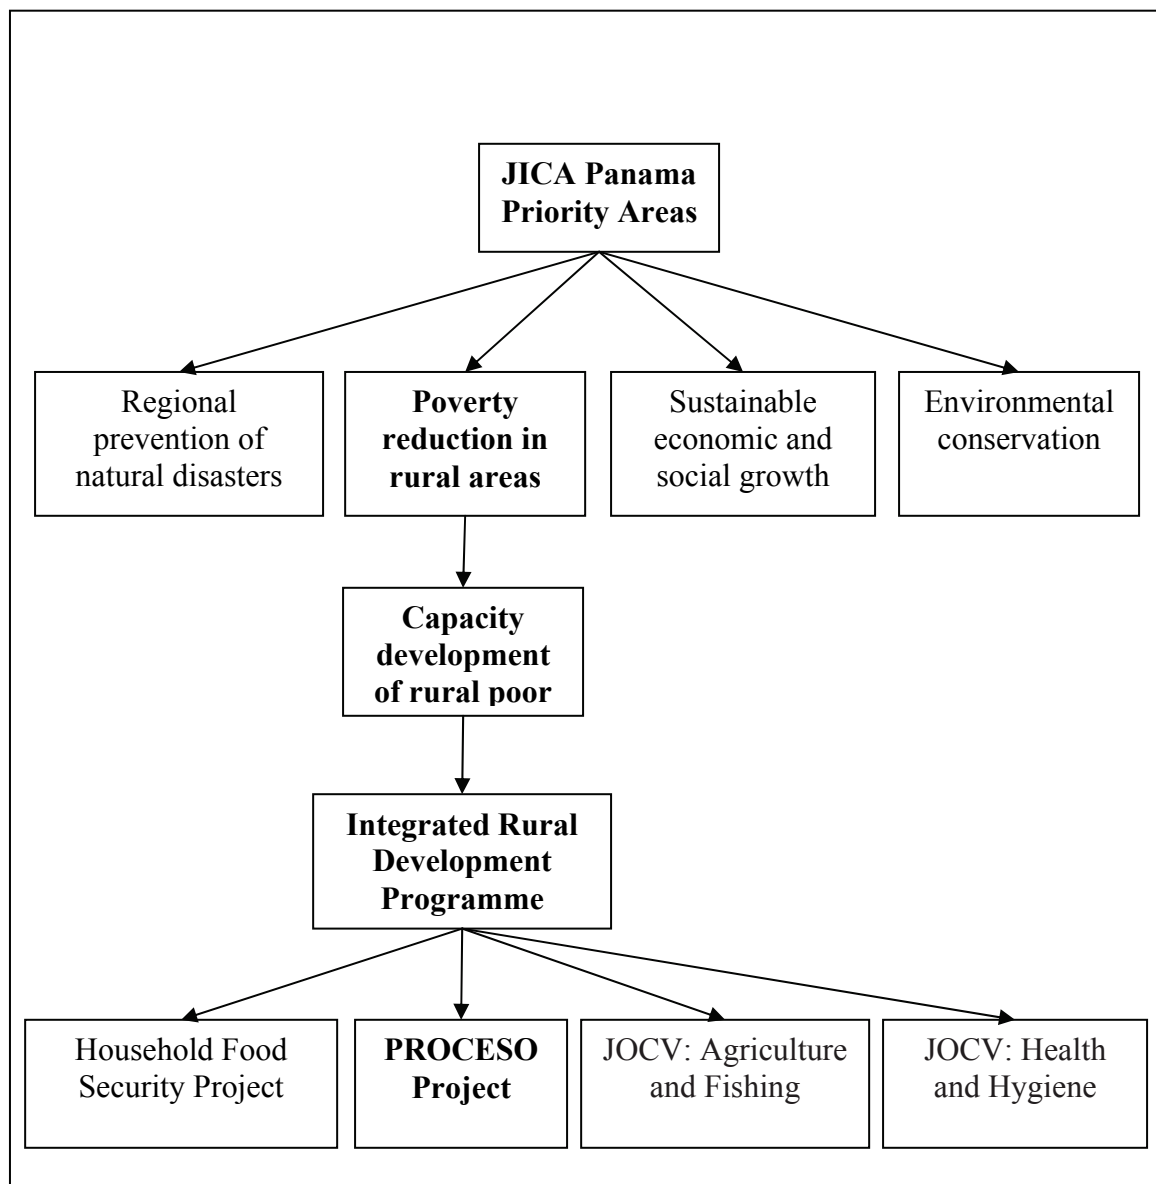 JICA Panama
Priority Areas
Regional
prevention of
natural disasters
Poverty
reduction in
rural areas
Sustainable
economic and
social growth
Environmental
conservation
Capacity
development
of rural poor
Integrated Rural
Development
Programme
Household Food
Security Project
PROCESO
Project
JOCV: Agriculture
and Fishing
JOCV: Health
and Hygiene